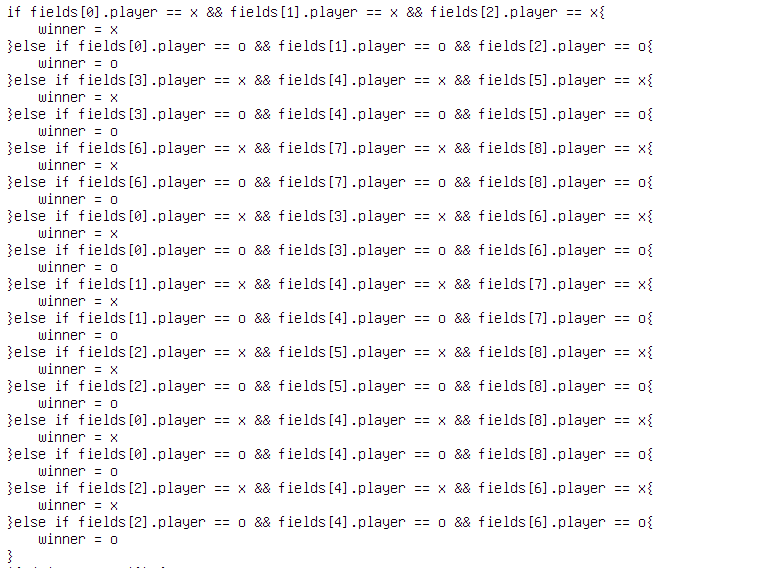 if fields[0].player == x && fields[1].player == x && fields[2].player == x{
    winner = x
}else if fields[0].player == o && fields[1].player == o && fields[2].player == o{
    winner = o
}else if fields[3].player == x && fields[4].player == x && fields[5].player == x{
    winner = x
}else if fields[3].player == o && fields[4].player == o && fields[5].player == o{
    winner = o
}else if fields[6].player == x && fields[7].player == x && fields[8].player == x{
    winner = x
}else if fields[6].player == o && fields[7].player == o && fields[8].player == o{
    winner = o
}else if fields[0].player == x && fields[3].player == x && fields[6].player == x{
    winner = x
}else if fields[0].player == o && fields[3].player == o && fields[6].player == o{
    winner = o
}else if fields[1].player == x && fields[4].player == x && fields[7].player == x{
    winner = x
}else if fields[1].player == o && fields[4].player == o && fields[7].player == o{
    winner = o
}else if fields[2].player == x && fields[5].player == x && fields[8].player == x{
    winner = x
}else if fields[2].player == o && fields[5].player == o && fields[8].player == o{
    winner = o
}else if fields[0].player == x && fields[4].player == x && fields[8].player == x{
    winner = x
}else if fields[0].player == o && fields[4].player == o && fields[8].player == o{
    winner = o
}else if fields[2].player == x && fields[4].player == x && fields[6].player == x{
    winner = x
}else if fields[2].player == o && fields[4].player == o && fields[6].player == o{
    winner = o
}